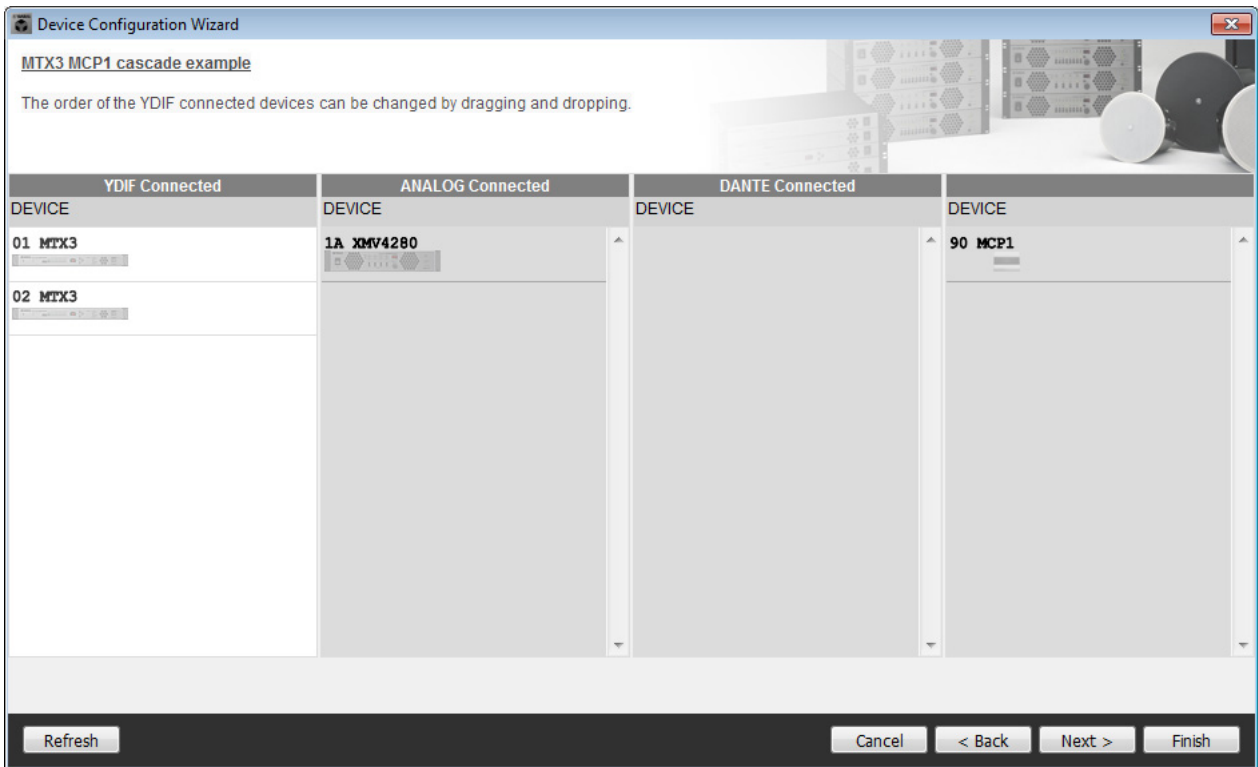 Device Configuration Wizard
MTX3 MCP1 cascade example
The order of the YDIF connected devices can be changed by dragging and dropping.
YDIF Connected
ANALOG Connected
DANTE Connected
DEVICE
DEVICE
DEVICE
DEVICE
01 MTX3
1A XMV4280
90 MCP1
02 MTX3
Refresh
Cancel
< Back
Next >
Finish